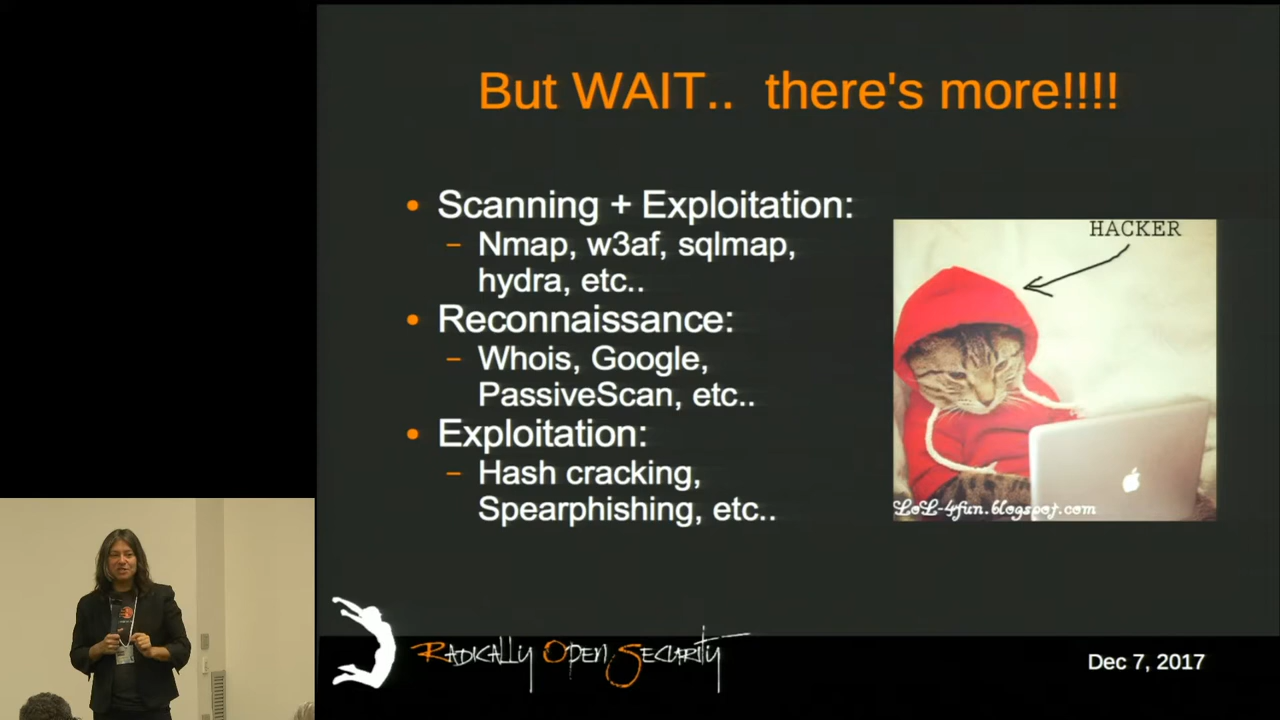 But WAIT.. there's more!!!!
Scanning + Exploitation:
Nmap, w3af, sqlmap,
hydra, etc..
Reconnaissance:
Whois, Google,
PassiveScan, etc..
Exploitation:
Hash cracking,
Spearphishing, etc..
HACKER
LoL-4fun.blogspot.com
Radically Open Security
Dec 7, 2017